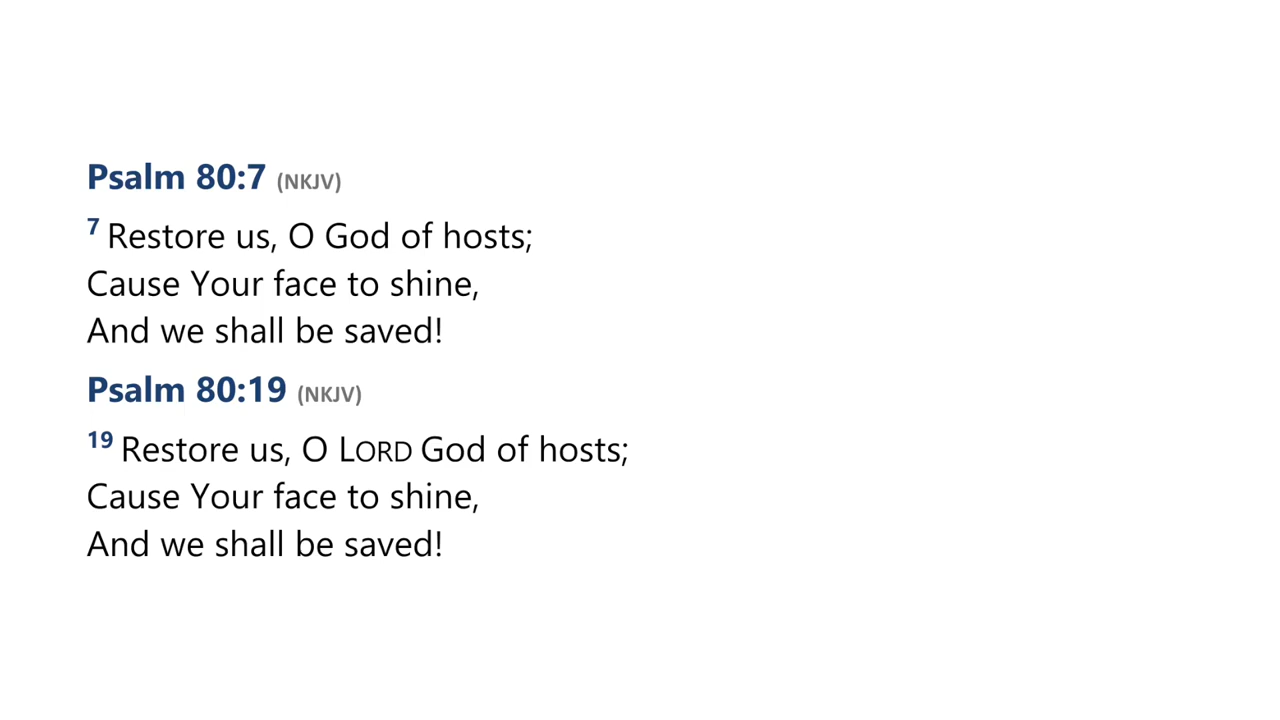 Psalm 80:7 (NKJV)
7 Restore us, O God of hosts;
Cause Your face to shine,
And we shall be saved!
Psalm 80:19 (NKJV)
19 Restore us, O LORD God of hosts;
Cause Your face to shine,
And we shall be saved!